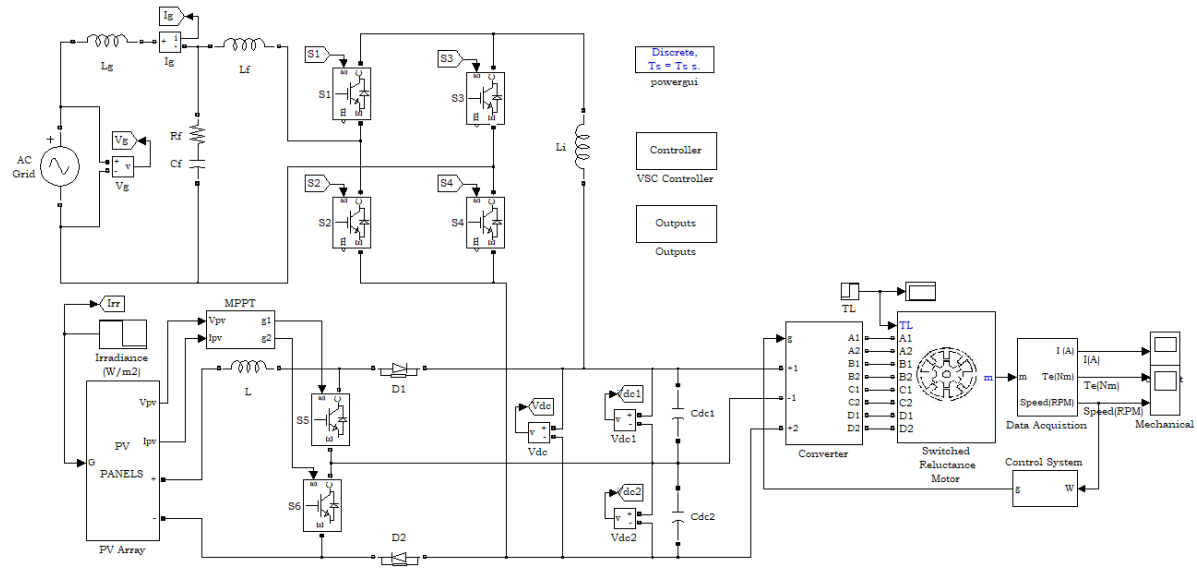 Ig
i
+
-
Ig
Lg
Lf
S1
S1
g
C
m
E
S3
S3
g
C
m
E
Discrete,
Ts = Ts s.
powergui
AC
Grid
+
Vg
+
-
v
Vg
Rf
Cf
Li
Controller
VSC Controller
S2
S2
g
C
m
E
S4
S4
g
C
m
E
Outputs
Outputs
Irr
Irradiance
(W/m2)
MPPT
Vpv
Ipv
g1
g2
L
D1
Vpv
Ipv
PV
PANELS
G
+
-
PV Array
S5
g
C
m
E
S6
g
C
m
E
D2
Vdc
v
+
-
Vdc
Vdc1
v
+
-
Vdc1
Cdc1
Vdc2
v
+
-
Vdc2
Cdc2
TL
g
+1
-1
+2
A1
A2
B1
B2
C1
C2
D1
D2
Converter
TL
A1
A2
B1
B2
C1
C2
D1
D2
m
Switched
Reluctance
Motor
m
I (A)
Te(Nm)
Speed(RPM)
Data Acquistion
I(A)
Te(Nm)
Speed(RPM)
Mechanical
Control System
g
W